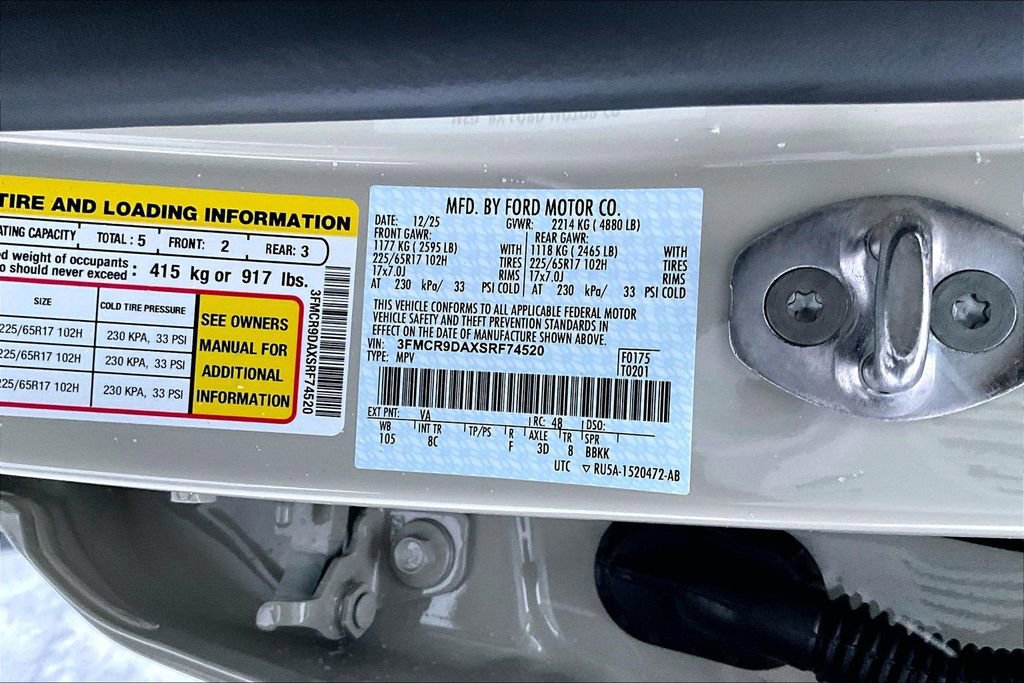 TIRE AND LOADING INFORMATION
ATING CAPACITY TOTAL : 5 FRONT: 2 REAR: 3
ed weight of occupants
o should never exceed : 415 kg or 917 lbs.
SIZE COLD TIRE PRESSURE
225/65R17 102H 230 KPA, 33 PSI
225/65R17 102H 230 KPA, 33 PSI
225/65R17 102H 230 KPA, 33 PSI
SEE OWNERS
MANUAL FOR
ADDITIONAL
INFORMATION
3FMCR9DAXSRF74520
MFD. BY FORD MOTOR CO.
DATE: 12/25 GVWR: 2214 KG ( 4880 LB)
FRONT GAWR: REAR GAWR:
1177 KG ( 2595 LB) WITH 1118 KG ( 2465 LB) WITH
225/65R17 102H TIRES 225/65R17 102H TIRES
17x7.0J RIMS 17x7.0J RIMS
AT 230 kPa/ 33 PSI COLD AT 230 kPa/ 33 PSI COLD
THIS VEHICLE CONFORMS TO ALL APPLICABLE FEDERAL MOTOR
VEHICLE SAFETY AND THEFT PREVENTION STANDARDS IN
EFFECT ON THE DATE OF MANUFACTURE SHOWN ABOVE.
VIN: 3FMCR9DAXSRF74520
TYPE: MPV
F0175
T0201
EXT PNT: VA RC: 48 DSO:
WB INT TR TP/PS R AXLE TR SPR
105 8C F 3D 8 BBKK
UTC ▽ RU5A-1520472-AB